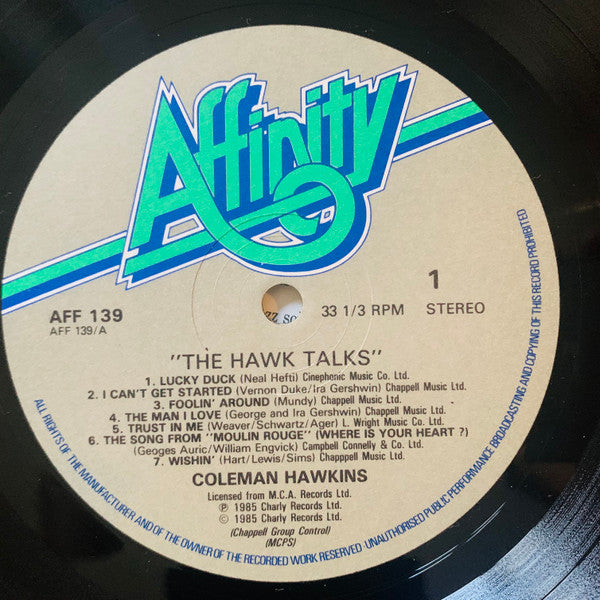 Affinity
AFF 139
AFF 139/A
33 1/3 RPM
1
STEREO
"THE HAWK TALKS"
1. LUCKY DUCK (Neal Hefti) Cinephonic Music Co. Ltd.
2. I CAN'T GET STARTED (Vernon Duke/Ira Gershwin) Chappell Music Ltd.
3. FOOLIN' AROUND (Mundy) Chappell Music Ltd.
4. THE MAN I LOVE (George and Ira Gershwin) Chappell Music Ltd.
5. TRUST IN ME (Weaver/Schwartz/Ager) L. Wright Music Co. Ltd.
6. THE SONG FROM "MOULIN ROUGE" (WHERE IS YOUR HEART ?)
(Geoges Auric/William Engvick) Campbell Connelly & Co. Ltd.
7. WISHIN' (Hart/Lewis/Sims) Chapppell Music Ltd.
COLEMAN HAWKINS
Licensed from M.C.A. Records Ltd.
℗ 1985 Charly Records Ltd.
© 1985 Charly Records Ltd.
(Chappell Group Control)
(MCPS)
ALL RIGHTS OF THE MANUFACTURER AND OF THE OWNER OF THE RECORDED WORK RESERVED UNAUTHORISED PUBLIC PERFORMANCE BROADCASTING AND COPYING OF THIS RECORD PROHIBITED